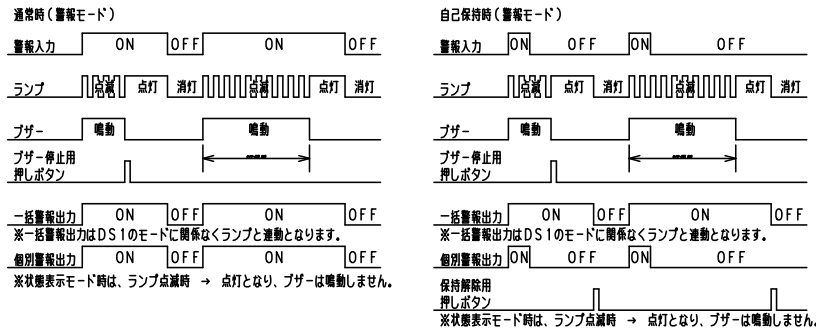 通常時(警報モード)
警報入力 ON OFF ON OFF
ランプ 点滅 点灯 消灯 点滅 点灯 消灯
ブザー 鳴動 鳴動
ブザー停止用
押しボタン
一括警報出力 ON OFF ON OFF
※一括警報出力はDS1のモードに関係なくランプと連動となります。
個別警報出力 ON OFF ON OFF
※状態表示モード時は、ランプ点滅時 → 点灯となり、ブザーは鳴動しません。
自己保持時(警報モード)
警報入力 ON OFF ON OFF
ランプ 点滅 点灯 消灯 点滅 点灯 消灯
ブザー 鳴動 鳴動
ブザー停止用
押しボタン
一括警報出力 ON OFF ON OFF
※一括警報出力はDS1のモードに関係なくランプと連動となります。
個別警報出力 ON OFF ON OFF
保持解除用
押しボタン
※状態表示モード時は、ランプ点滅時 → 点灯となり、ブザーは鳴動しません。